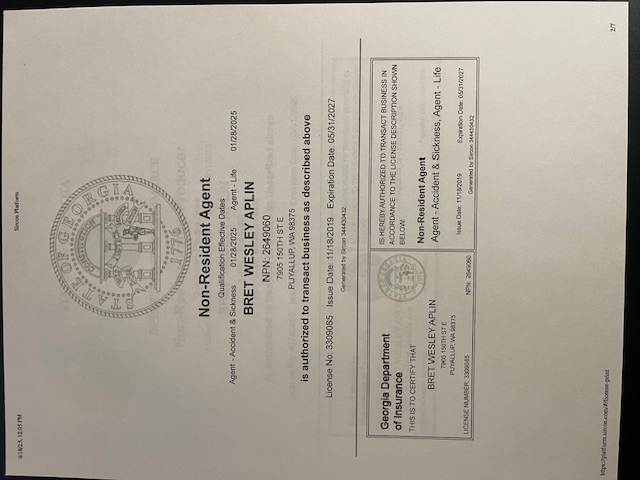 4/18/25, 12:05 PM
Sircon Platform
STATE OF GEORGIA
1776
Non-Resident Agent
Qualification Effective Dates
Agent - Accident & Sickness 01/28/2025 Agent - Life 01/28/2025
BRET WESLEY APLIN
NPN: 2649060
7905 150TH ST E
PUYALLUP, WA 98375
is authorized to transact business as described above
License No: 3309085 Issue Date: 11/18/2019 Expiration Date: 05/31/2027
Generated by Sircon 344430432
Georgia Department
of Insurance
THIS IS TO CERTIFY THAT
BRET WESLEY APLIN
7905 150TH ST E
PUYALLUP, WA 98375
LICENSE NUMBER: 3309085 NPN: 2649060
IS HEREBY AUTHORIZED TO TRANSACT BUSINESS IN
ACCORDANCE TO THE LICENSE DESCRIPTION SHOWN
BELOW.
Non-Resident Agent
Agent - Accident & Sickness, Agent - Life
Issue Date: 11/18/2019 Expiration Date: 05/31/2027
Generated by Sircon 344430432
https://platform.sircon.com/#/license-print
2/7